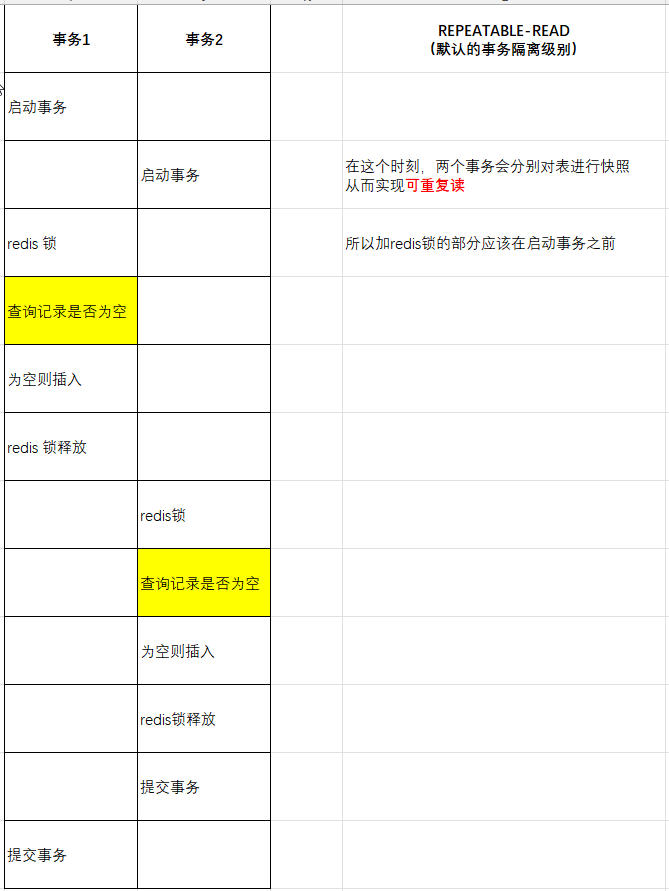 事务1
事务2
REPEATABLE-READ
（默认的事务隔离级别）
启动事务
启动事务
在这个时刻，两个事务会分别对表进行快照
从而实现可重复读
redis 锁
所以加redis锁的部分应该在启动事务之前
查询记录是否为空
为空则插入
redis 锁释放
redis锁
查询记录是否为空
为空则插入
redis锁释放
提交事务
提交事务